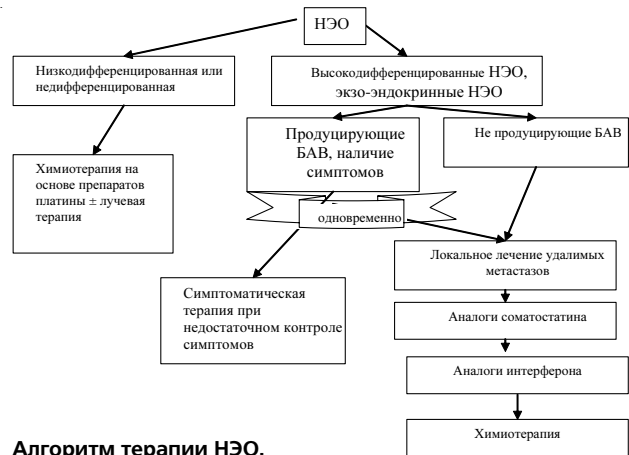 НЭО
Низкодифференцированная или
недифференцированная
Высокодифференцированные НЭО,
экзо-эндокринные НЭО
Продуцирующие
БАВ, наличие
симптомов
Не продуцирующие БАВ
Химиотерапия на
основе препаратов
платины ± лучевая
терапия
одновременно
Локальное лечение удалимых
метастазов
Симптоматическая
терапия при
недостаточном контроле
симптомов
Аналоги соматостатина
Аналоги интерферона
Химиотерапия
Алгоритм терапии НЭО.